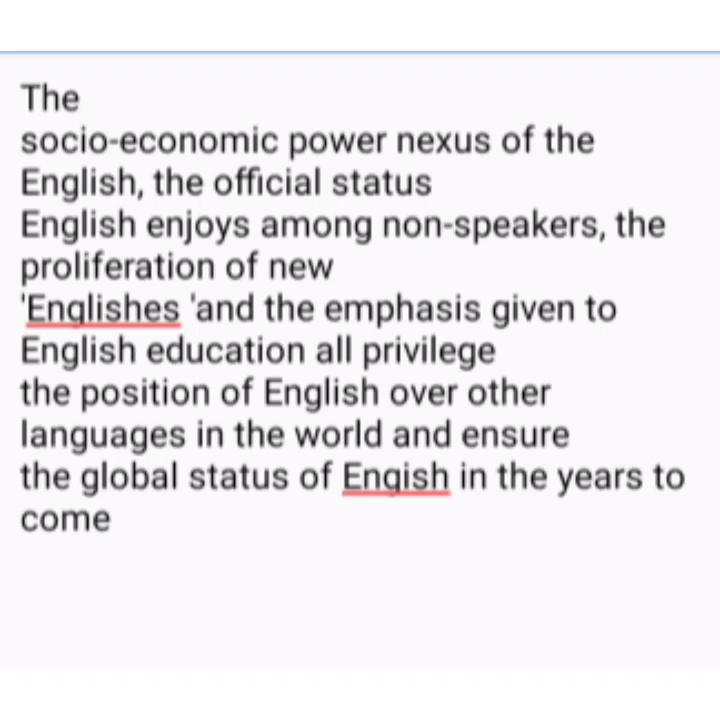 The
socio-economic power nexus of the
English, the official status
English enjoys among non-speakers, the
proliferation of new
'Englishes 'and the emphasis given to
English education all privilege
the position of English over other
languages in the world and ensure
the global status of Engish in the years to
come